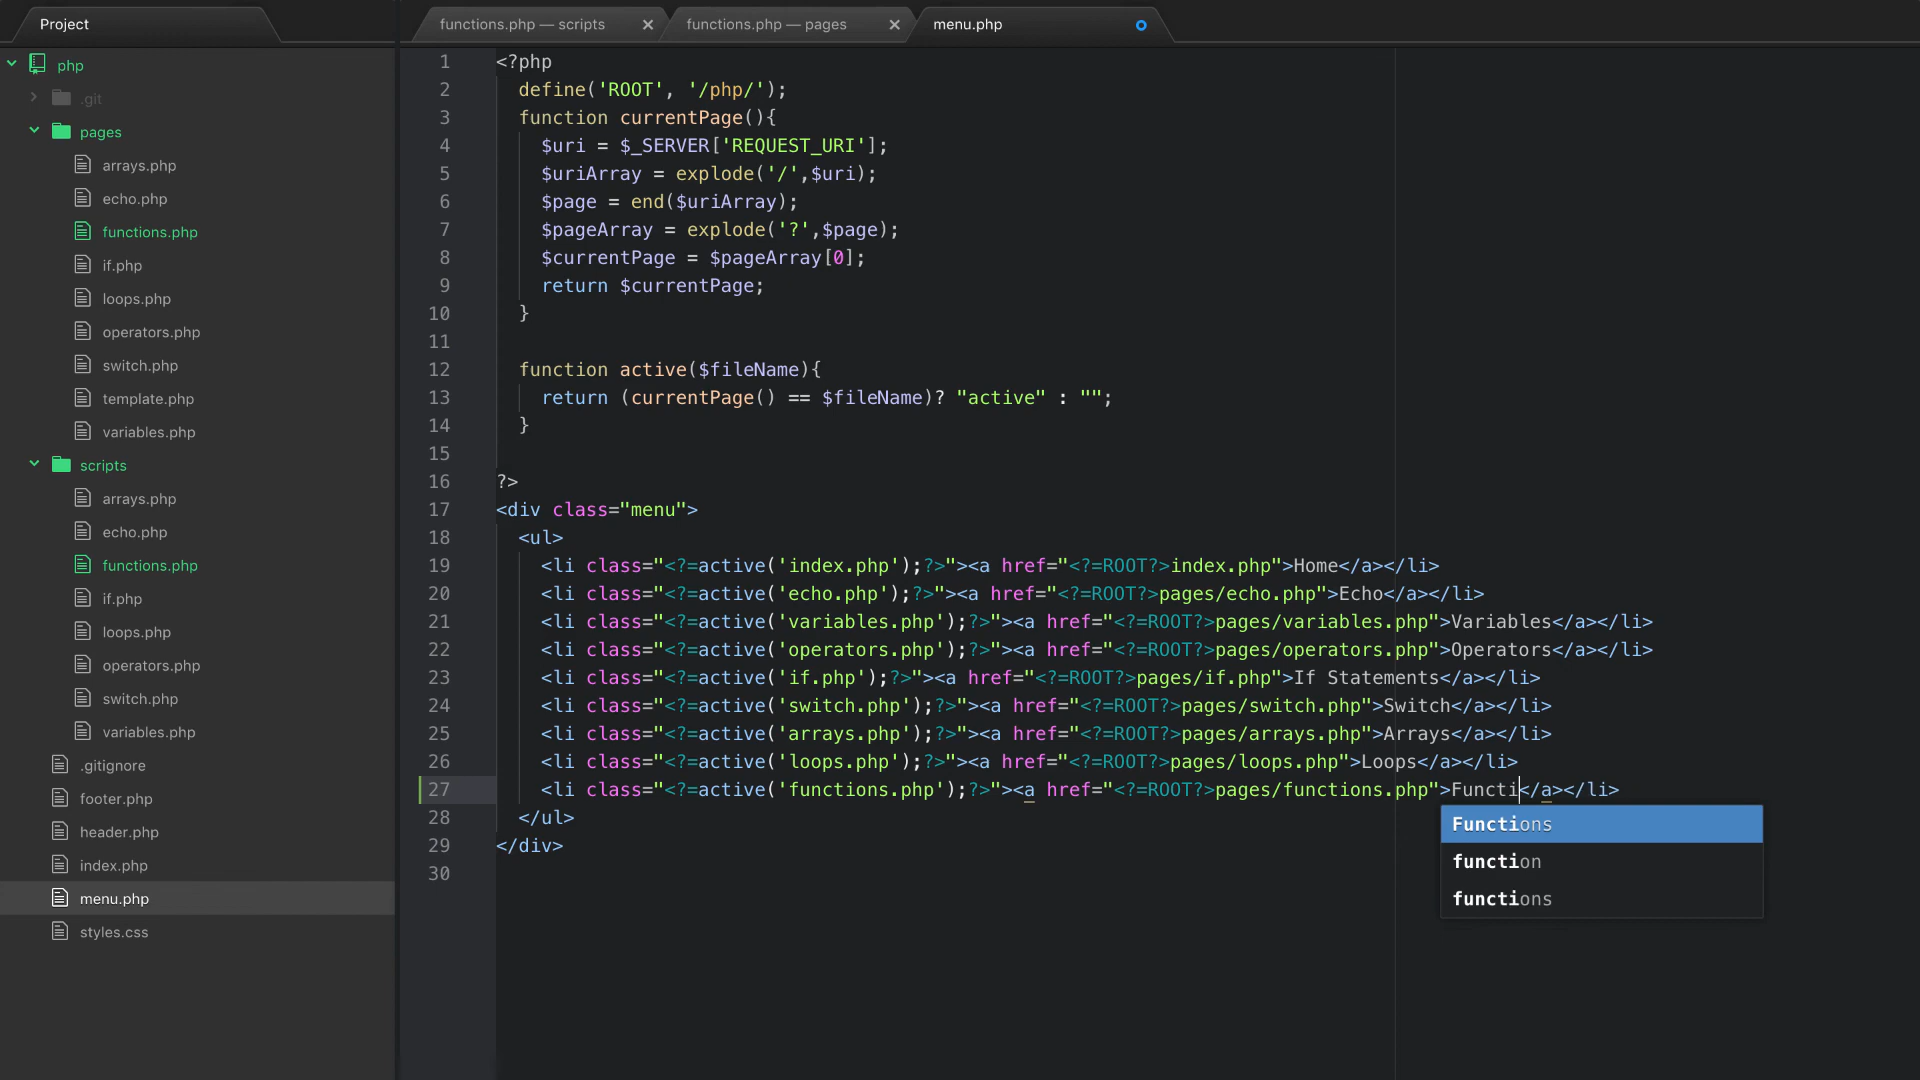 Project
php
.git
pages
arrays.php
echo.php
functions.php
if.php
loops.php
operators.php
switch.php
template.php
variables.php
scripts
arrays.php
echo.php
functions.php
if.php
loops.php
operators.php
switch.php
variables.php
.gitignore
footer.php
header.php
index.php
menu.php
styles.css
functions.php — scripts
functions.php — pages
menu.php
1 <?php
2   define('ROOT', '/php/');
3   function currentPage(){
4     $uri = $_SERVER['REQUEST_URI'];
5     $uriArray = explode('/',$uri);
6     $page = end($uriArray);
7     $pageArray = explode('?',$page);
8     $currentPage = $pageArray[0];
9     return $currentPage;
10   }
11
12   function active($fileName){
13     return (currentPage() == $fileName)? "active" : "";
14   }
15
16 ?>
17 <div class="menu">
18   <ul>
19     <li class="<?=active('index.php');?>"><a href="<?=ROOT?>index.php">Home</a></li>
20     <li class="<?=active('echo.php');?>"><a href="<?=ROOT?>pages/echo.php">Echo</a></li>
21     <li class="<?=active('variables.php');?>"><a href="<?=ROOT?>pages/variables.php">Variables</a></li>
22     <li class="<?=active('operators.php');?>"><a href="<?=ROOT?>pages/operators.php">Operators</a></li>
23     <li class="<?=active('if.php');?>"><a href="<?=ROOT?>pages/if.php">If Statements</a></li>
24     <li class="<?=active('switch.php');?>"><a href="<?=ROOT?>pages/switch.php">Switch</a></li>
25     <li class="<?=active('arrays.php');?>"><a href="<?=ROOT?>pages/arrays.php">Arrays</a></li>
26     <li class="<?=active('loops.php');?>"><a href="<?=ROOT?>pages/loops.php">Loops</a></li>
27     <li class="<?=active('functions.php');?>"><a href="<?=ROOT?>pages/functions.php">Functi</a></li>
28   </ul>
29 </div>
30
Functions
function
functions